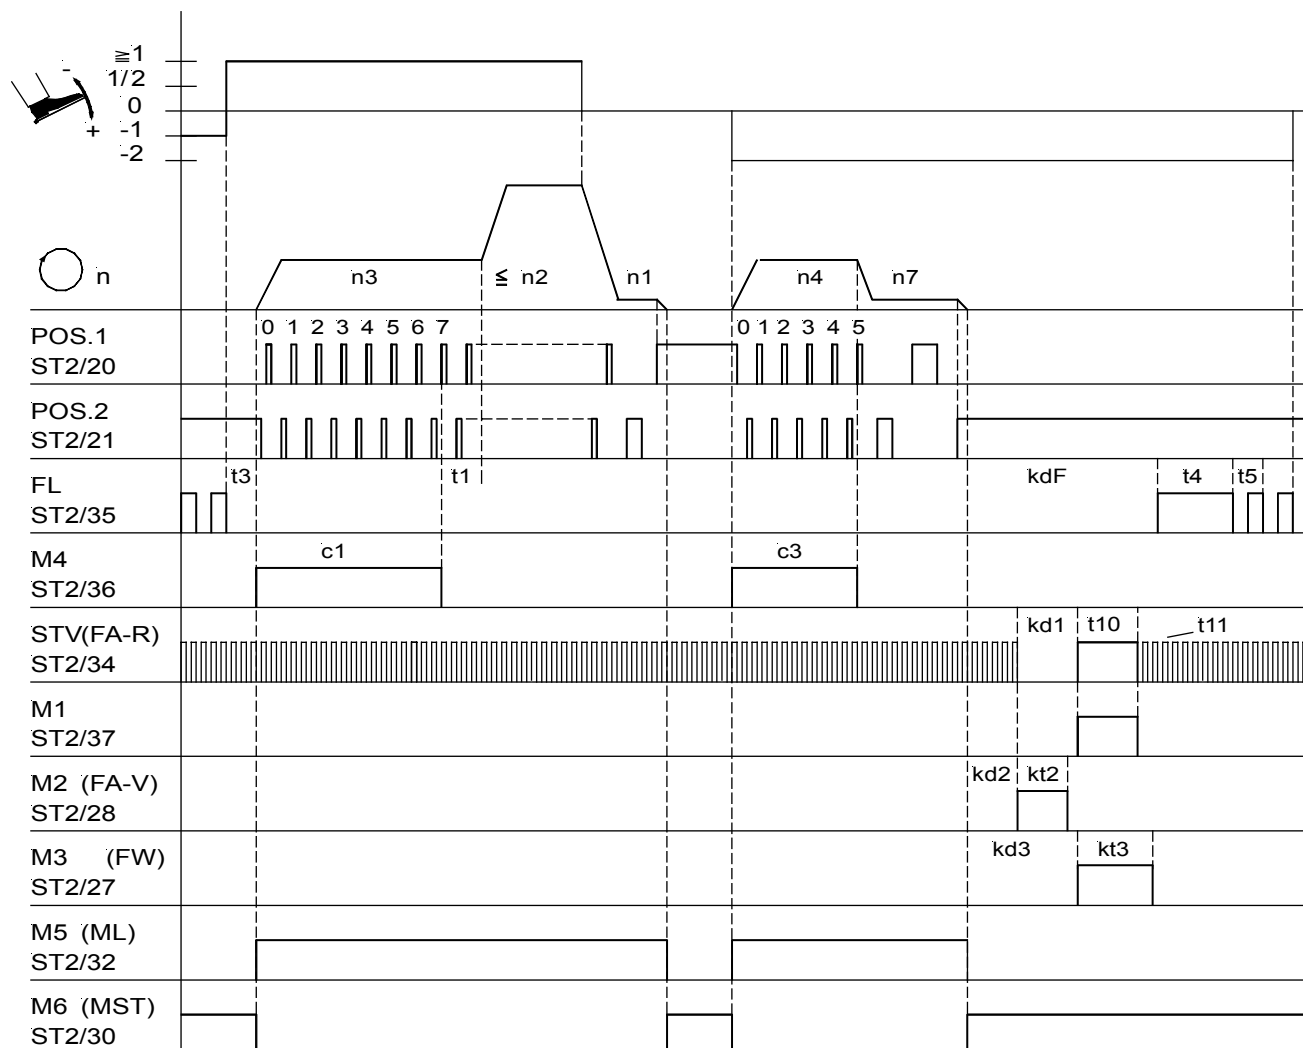 ≧1
-
1/2
0
+
-1
-2
n
n3
≦ n2
n1
n4
n7
POS.1
ST2/20
0 1 2 3 4 5 6 7
0 1 2 3 4 5
POS.2
ST2/21
FL
ST2/35
t3
t1
kdF
t4
t5
M4
ST2/36
c1
c3
STV(FA-R)
ST2/34
kd1
t10
t11
M1
ST2/37
M2 (FA-V)
ST2/28
kd2
kt2
M3 (FW)
ST2/27
kd3
kt3
M5 (ML)
ST2/32
M6 (MST)
ST2/30